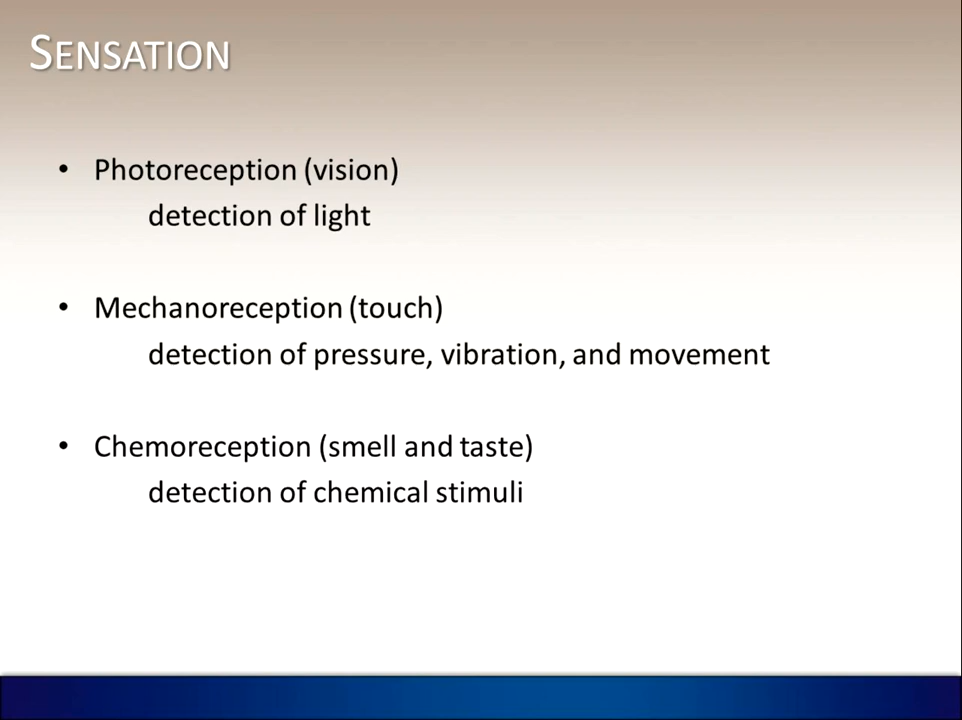 SENSATION
• Photoreception (vision)
detection of light
• Mechanoreception (touch)
detection of pressure, vibration, and movement
• Chemoreception (smell and taste)
detection of chemical stimuli